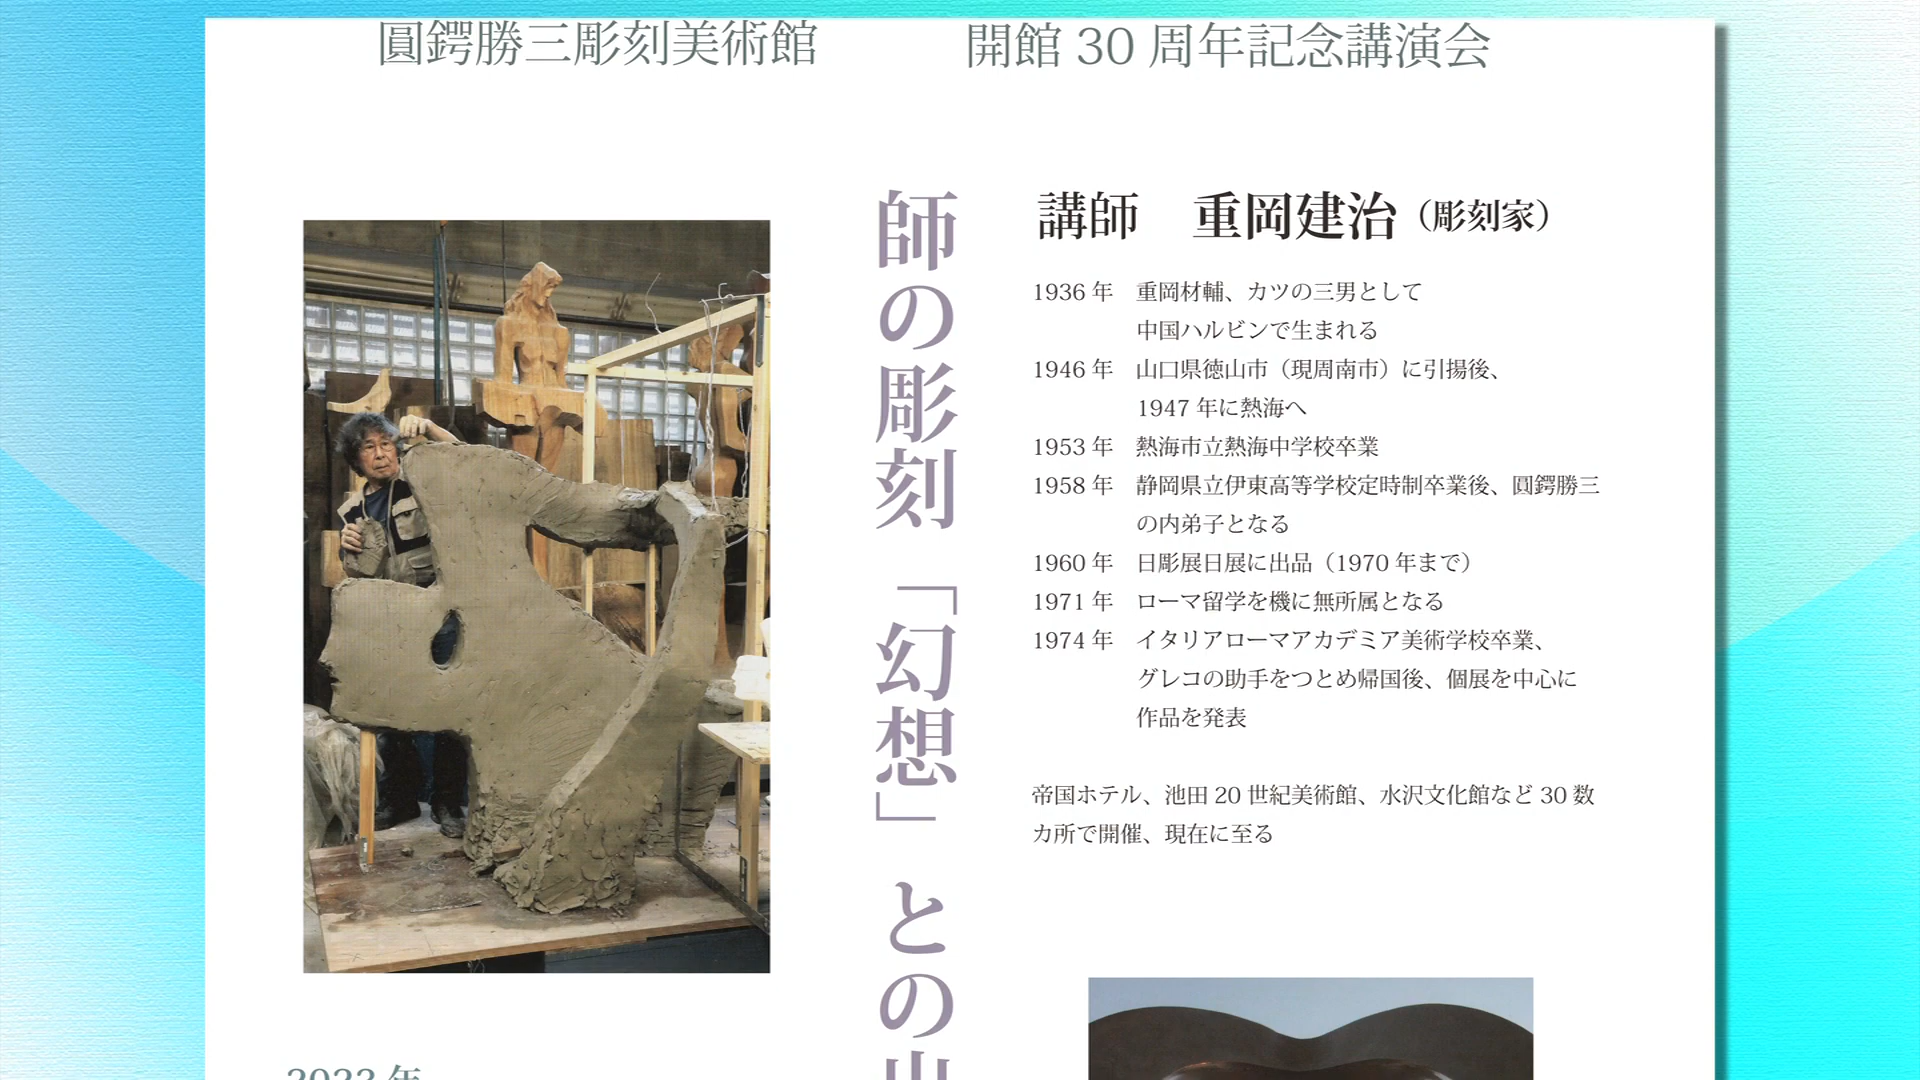 圓鍔勝三彫刻美術館　開館 30 周年記念講演会
師の彫刻「幻想」との出
講師　重岡建治（彫刻家）
1936 年　重岡材輔、カツの三男として
中国ハルビンで生まれる
1946 年　山口県徳山市（現周南市）に引揚後、
1947 年に熱海へ
1953 年　熱海市立熱海中学校卒業
1958 年　静岡県立伊東高等学校定時制卒業後、圓鍔勝三
の内弟子となる
1960 年　日彫展日展に出品（1970 年まで）
1971 年　ローマ留学を機に無所属となる
1974 年　イタリアローマアカデミア美術学校卒業、
グレコの助手をつとめ帰国後、個展を中心に
作品を発表
帝国ホテル、池田 20 世紀美術館、水沢文化館など 30 数
カ所で開催、現在に至る
2023 年